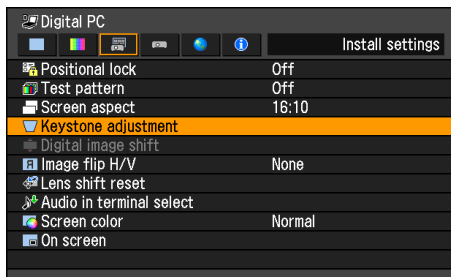 Digital PC
Install settings
Positional lock Off
Test pattern Off
Screen aspect 16:10
Keystone adjustment
Digital image shift
Image flip H/V None
Lens shift reset
Audio in terminal select
Screen color Normal
On screen